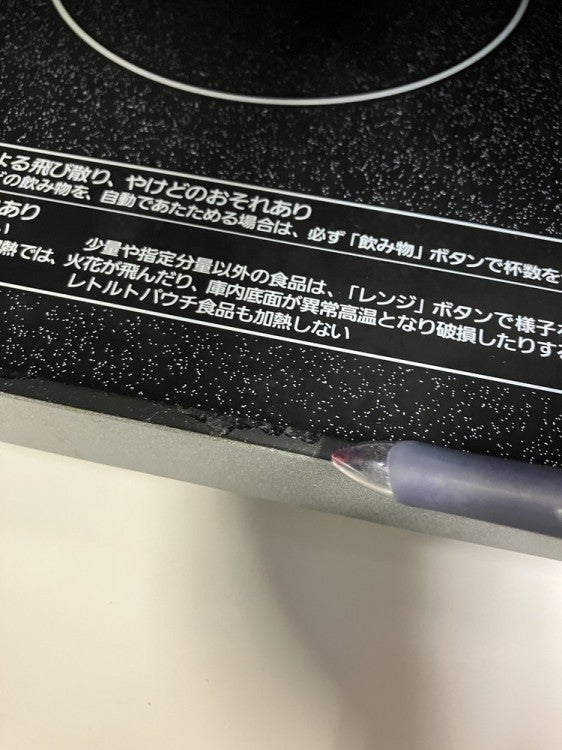 よる飛び散り、やけどのおそれあり
どの飲み物を、自動であたためる場合は、必ず「飲み物」ボタンで杯数を
あり
少量や指定分量以外の食品は、「レンジ」ボタンで様子
熱では、火花が飛んだり、庫内底面が異常高温となり破損したりす
レトルトパウチ食品も加熱しない